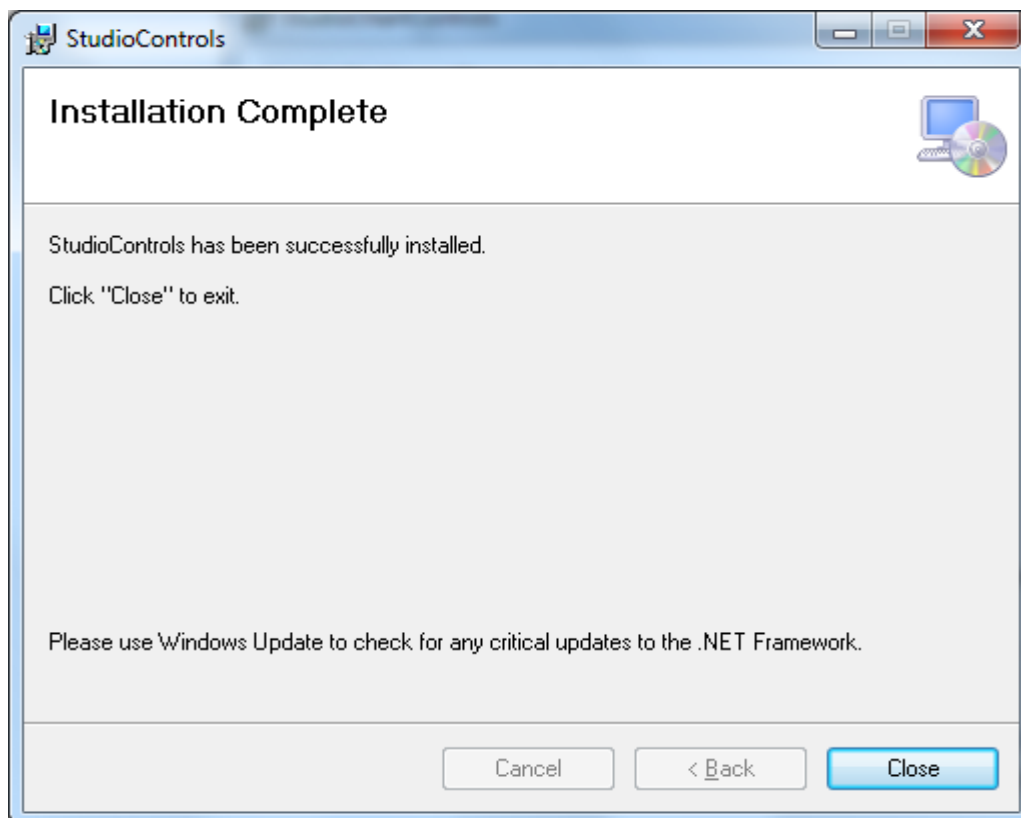 StudioControls
Installation Complete
StudioControls has been successfully installed.
Click "Close" to exit.
Please use Windows Update to check for any critical updates to the .NET Framework.
Cancel
< Back
Close